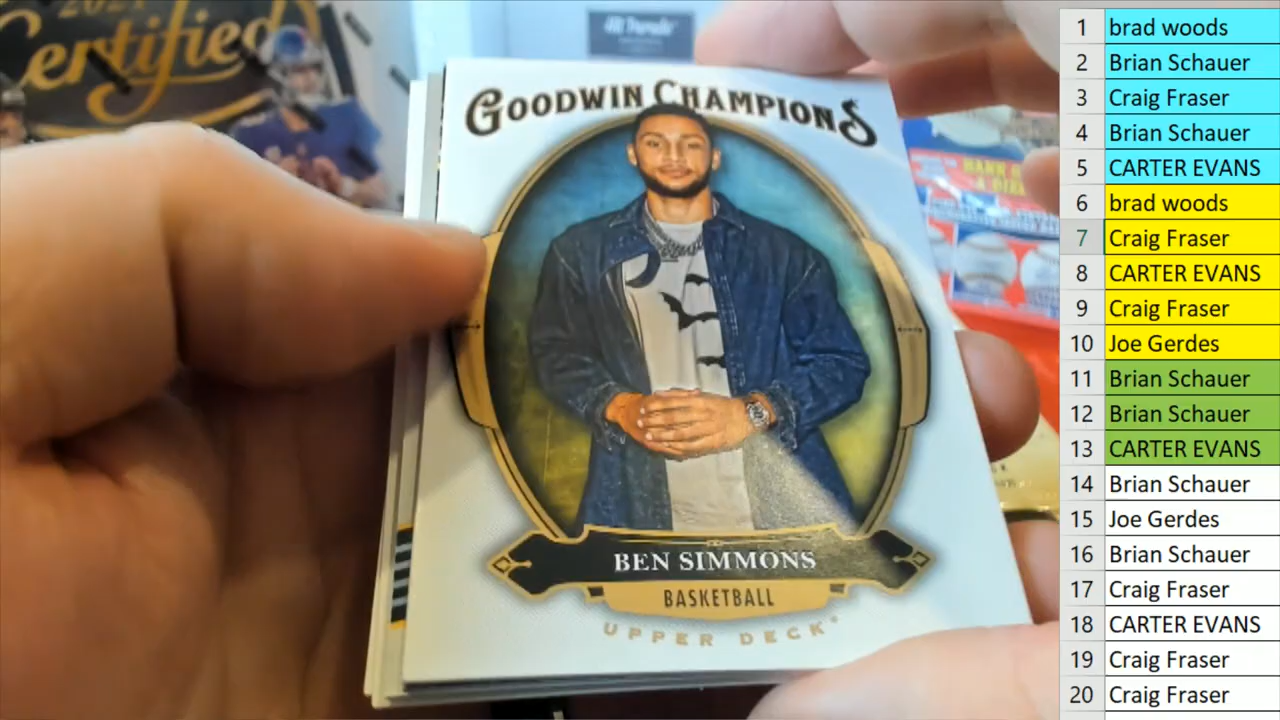 2021
Certified
GOODWIN CHAMPIONS
BEN SIMMONS
BASKETBALL
UPPER DECK
1 brad woods
2 Brian Schauer
3 Craig Fraser
4 Brian Schauer
5 CARTER EVANS
6 brad woods
7 Craig Fraser
8 CARTER EVANS
9 Craig Fraser
10 Joe Gerdes
11 Brian Schauer
12 Brian Schauer
13 CARTER EVANS
14 Brian Schauer
15 Joe Gerdes
16 Brian Schauer
17 Craig Fraser
18 CARTER EVANS
19 Craig Fraser
20 Craig Fraser